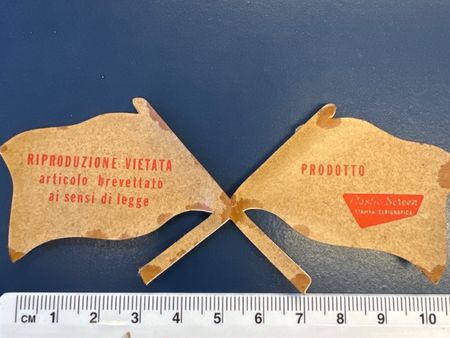 RIPRODUZIONE VIETATA
articolo brevettato
ai sensi di legge
PRODOTTO
Plastic Screen
STAMPA SERIGRAFICA
CM 1 2 3 4 5 6 7 8 9 10